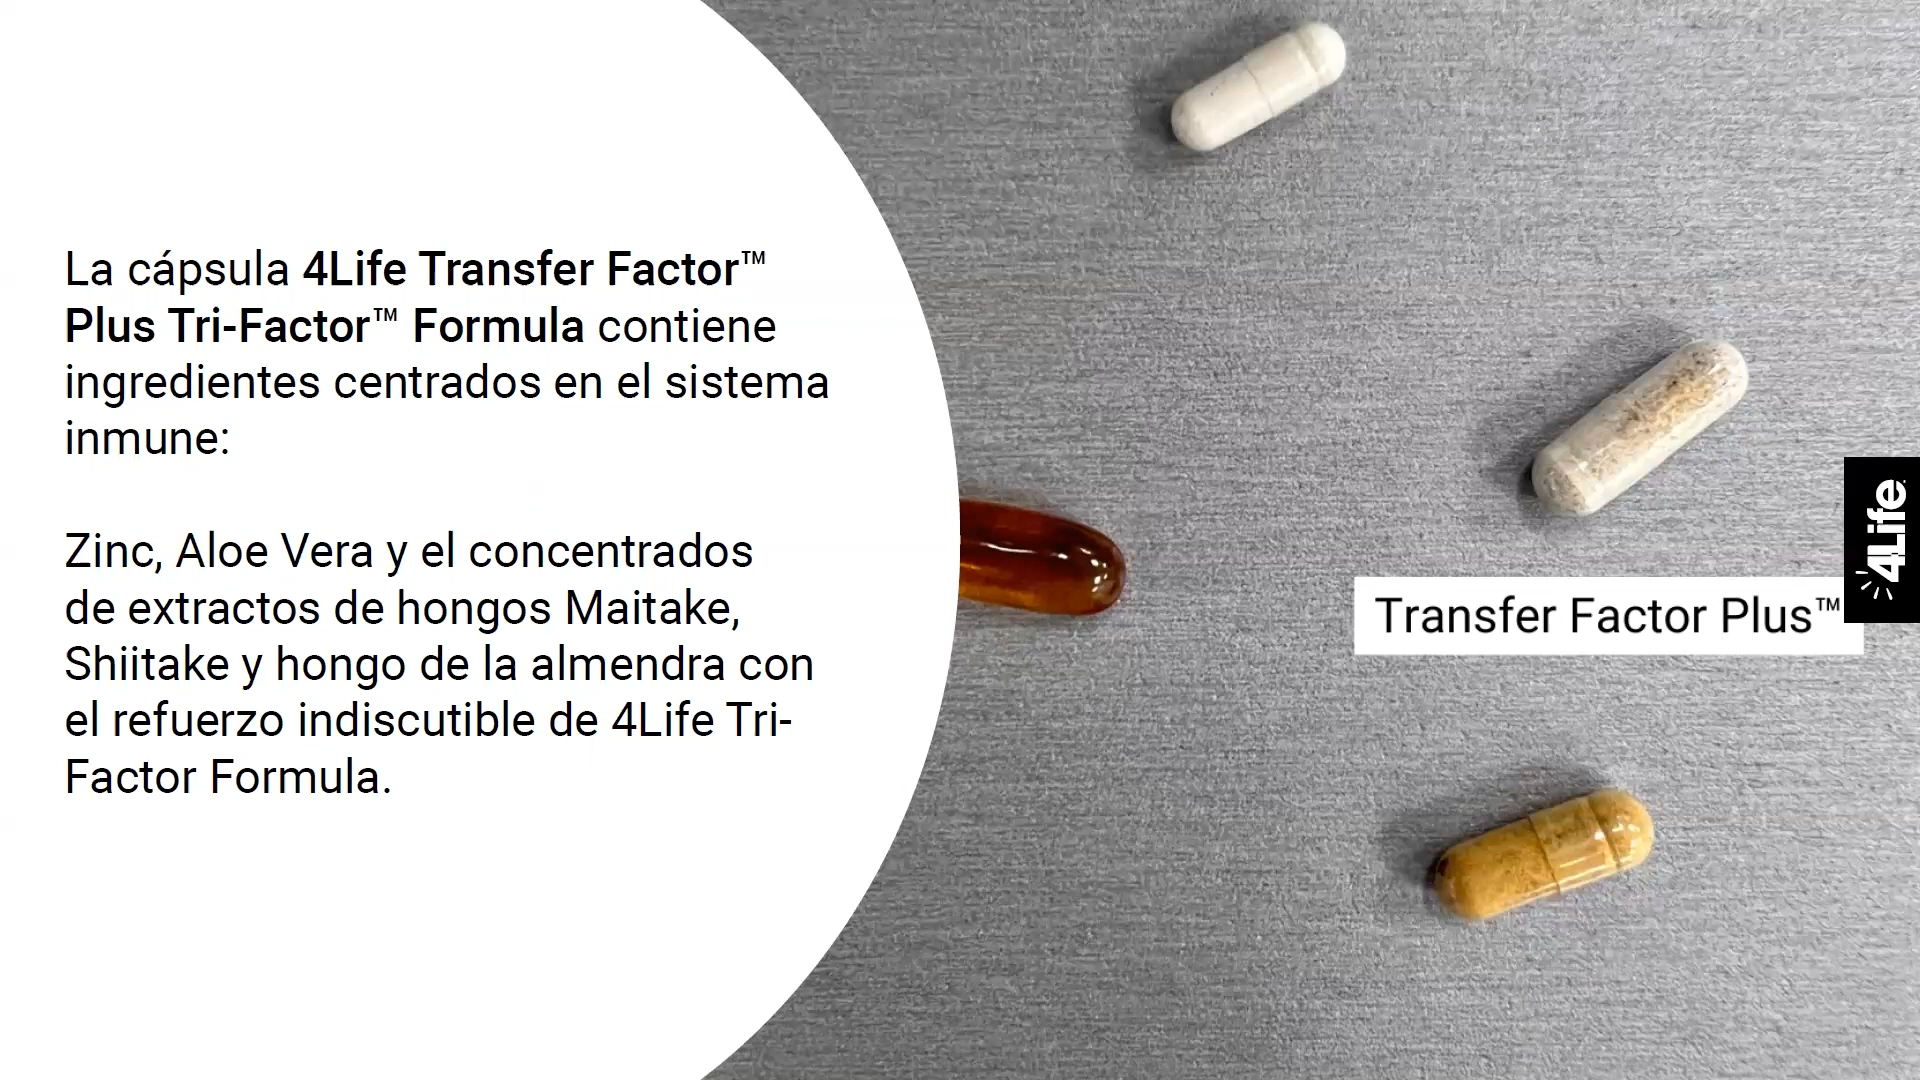 La cápsula 4Life Transfer Factor™
Plus Tri-Factor™ Formula contiene
ingredientes centrados en el sistema
inmune:
Zinc, Aloe Vera y el concentrados
de extractos de hongos Maitake,
Shiitake y hongo de la almendra con
el refuerzo indiscutible de 4Life Tri-
Factor Formula.
Transfer Factor Plus™
4Life